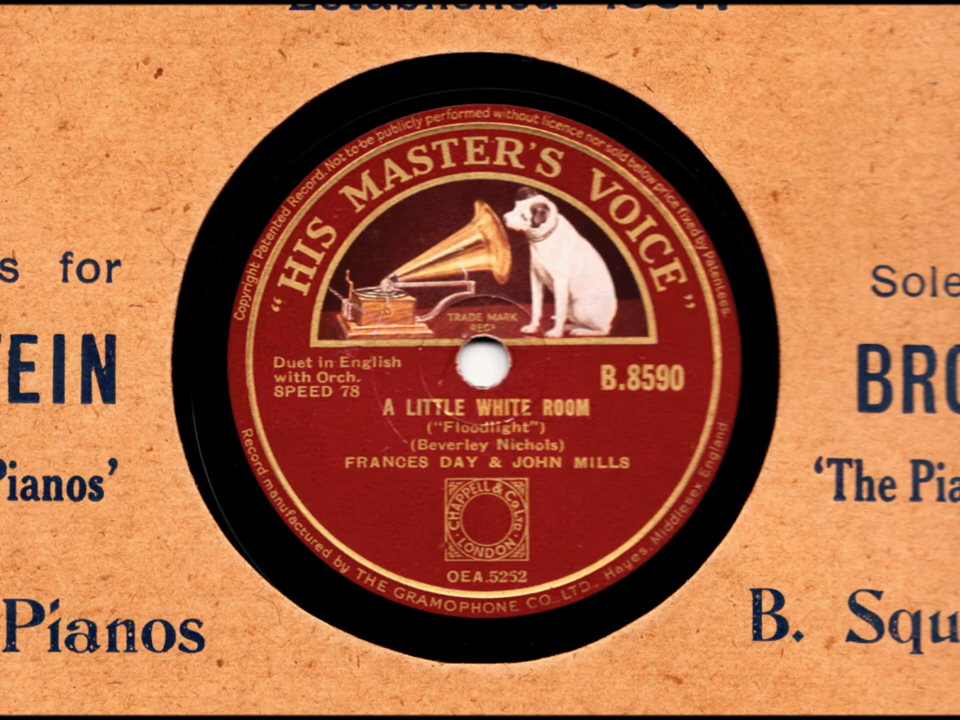 Established
Copyright Patented Record. Not to be publicly performed without licence nor sold below price fixed by Patentees.
"HIS MASTER'S VOICE"
TRADE MARK
REGD
Duet in English
with Orch.
SPEED 78
B.8590
A LITTLE WHITE ROOM
("Floodlight")
(Beverley Nichols)
FRANCES DAY & JOHN MILLS
CHAPPELL & CO LTD
LONDON
OEA.5252
Record manufactured by THE GRAMOPHONE CO., LTD., Hayes, Middlesex, England
s for
EIN
Pianos'
Pianos
Sole
BRO
'The Pia
B. Squ